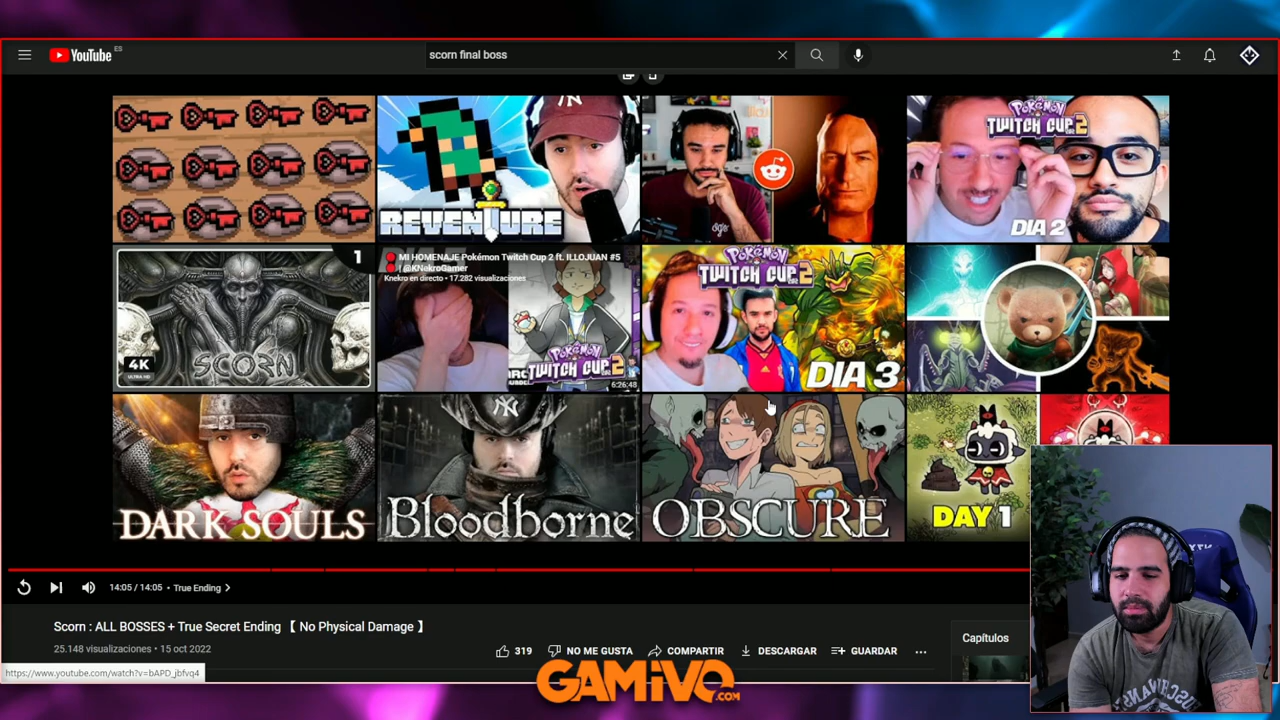 YouTube ES
scorn final boss
REVENTURE
POKÉMON
TWITCH CUP 2
DIA 2
1
4K
ULTRA HD
SCORN
MI HOMENAJE Pokémon Twitch Cup 2 ft. ILLOJUAN #5
| @KNekroGamer
Knekro en directo • 17.282 visualizaciones
POKÉMON
TWITCH CUP 2
6:26:48
POKÉMON
TWITCH CUP 2
DIA 3
DARK SOULS
Bloodborne
OBSCURE
DAY 1
14:05 / 14:05 • True Ending >
Scorn : ALL BOSSES + True Secret Ending 【 No Physical Damage 】
25.148 visualizaciones • 15 oct 2022
319
NO ME GUSTA
COMPARTIR
DESCARGAR
GUARDAR
Capítulos
https://www.youtube.com/watch?v=bAPD_jbfvq4
GAMIVO.COM